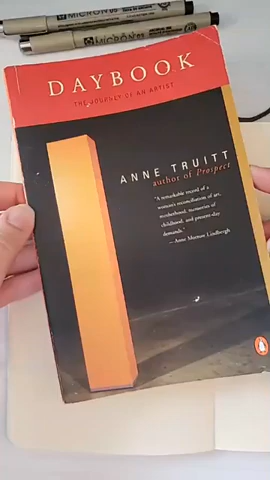 MICRON
MICRON
DAYBOOK
THE JOURNEY OF AN ARTIST
ANNE TRUITT
author of Prospect
"A remarkable record of a
woman's reconciliation of art,
motherhood, memories of
childhood, and present-day
demands."
— Anne Morrow Lindbergh